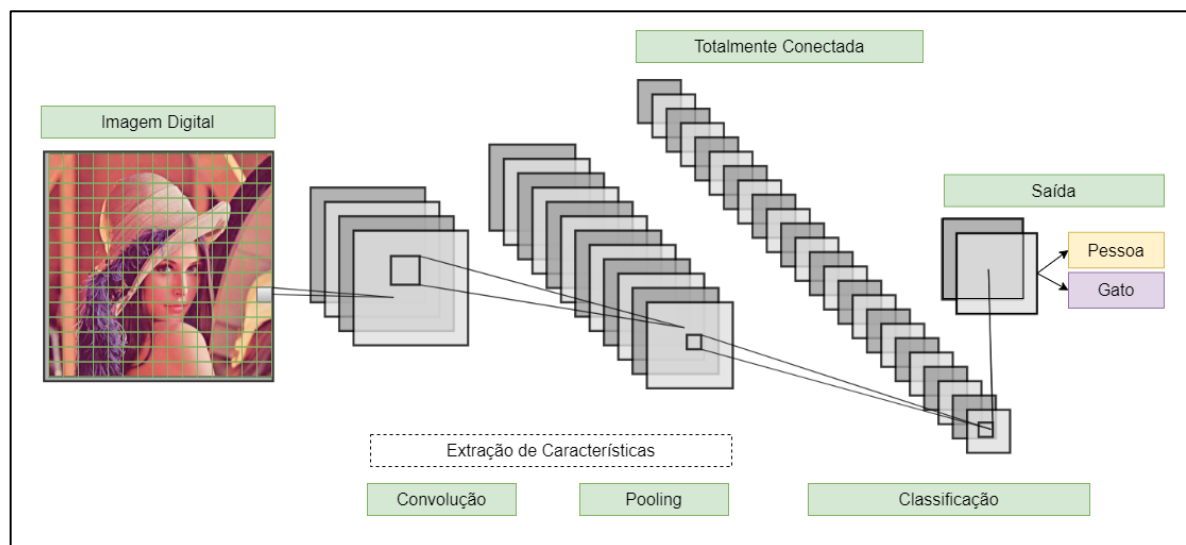 Totalmente Conectada
Imagem Digital
Saída
Pessoa
Gato
Extração de Características
Convolução
Pooling
Classificação